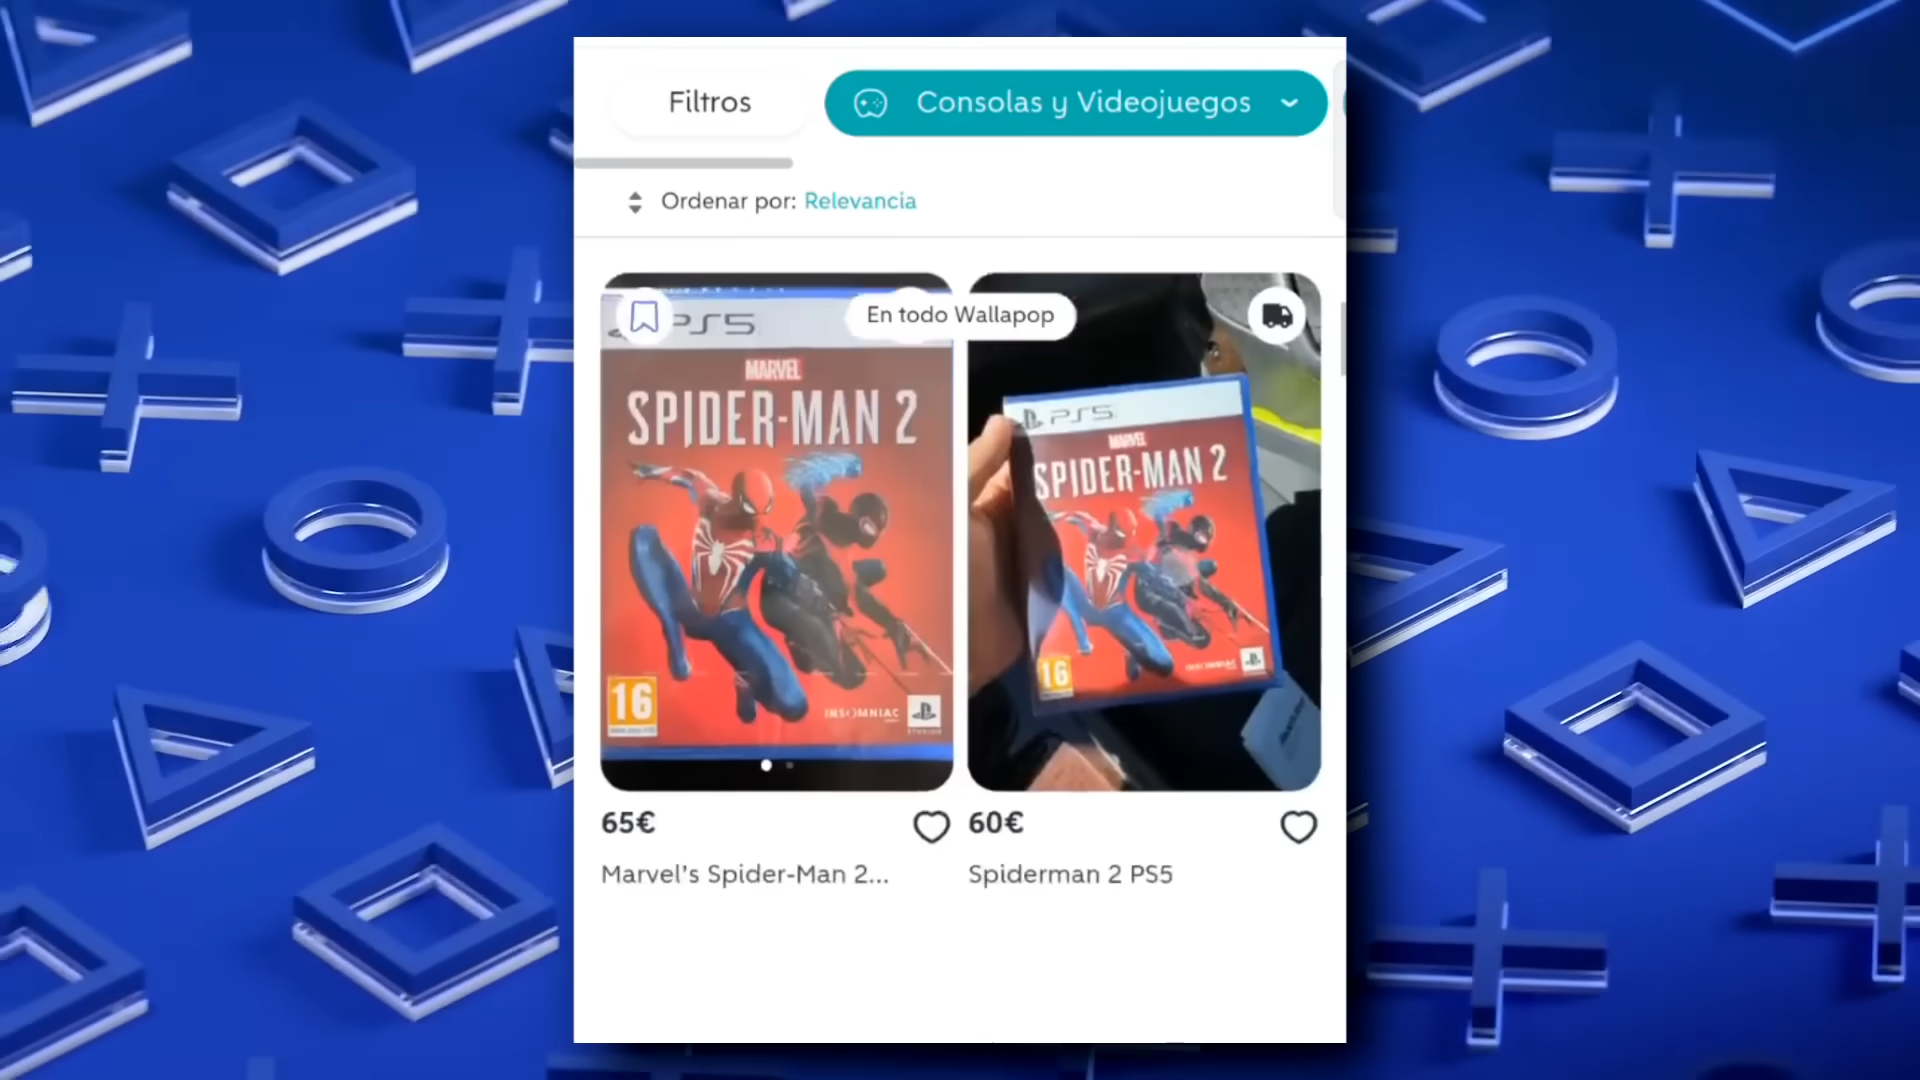 Filtros
Consolas y Videojuegos
Ordenar por: Relevancia
En todo Wallapop
PS5
MARVEL
SPIDER-MAN 2
16
INSOMNIAC
PS5
MARVEL
SPIDER-MAN 2
16
INSOMNIAC
65€
60€
Marvel's Spider-Man 2...
Spiderman 2 PS5